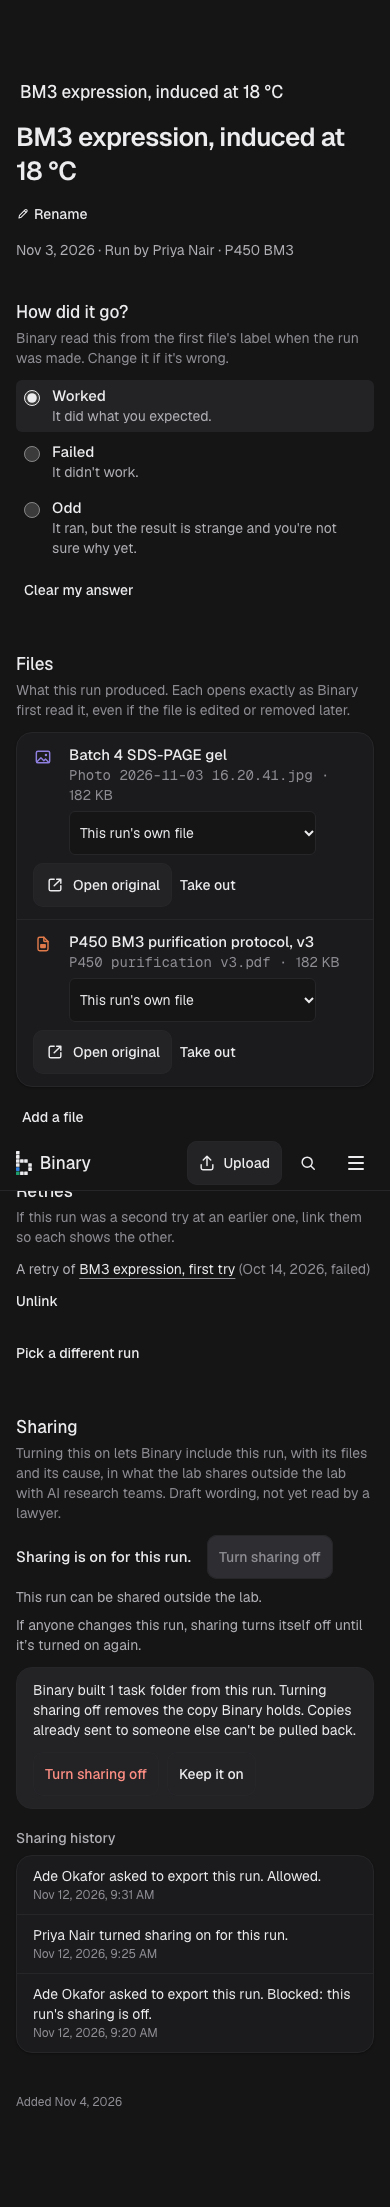 BM3 expression, induced at 18 °C
BM3 expression, induced at
18 °C
Rename
Nov 3, 2026 · Run by Priya Nair · P450 BM3
How did it go?
Binary read this from the first file's label when the run
was made. Change it if it's wrong.
Worked
It did what you expected.
Failed
It didn't work.
Odd
It ran, but the result is strange and you're not
sure why yet.
Clear my answer
Files
What this run produced. Each opens exactly as Binary
first read it, even if the file is edited or removed later.
Batch 4 SDS-PAGE gel
Photo 2026-11-03 16.20.41.jpg ·
182 KB
This run's own file
Open original Take out
P450 BM3 purification protocol, v3
P450 purification v3.pdf · 182 KB
This run's own file
Open original Take out
Add a file
Binary Upload
Retries
If this run was a second try at an earlier one, link them
so each shows the other.
A retry of BM3 expression, first try (Oct 14, 2026, failed)
Unlink
Pick a different run
Sharing
Turning this on lets Binary include this run, with its files
and its cause, in what the lab shares outside the lab
with AI research teams. Draft wording, not yet read by a
lawyer.
Sharing is on for this run. Turn sharing off
This run can be shared outside the lab.
If anyone changes this run, sharing turns itself off until
it's turned on again.
Binary built 1 task folder from this run. Turning
sharing off removes the copy Binary holds. Copies
already sent to someone else can't be pulled back.
Turn sharing off Keep it on
Sharing history
Ade Okafor asked to export this run. Allowed.
Nov 12, 2026, 9:31 AM
Priya Nair turned sharing on for this run.
Nov 12, 2026, 9:25 AM
Ade Okafor asked to export this run. Blocked: this
run's sharing is off.
Nov 12, 2026, 9:20 AM
Added Nov 4, 2026